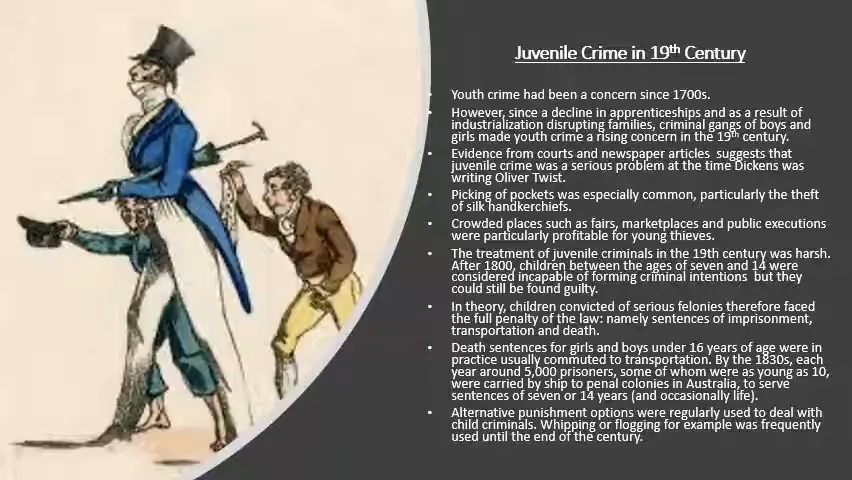 Juvenile Crime in 19th Century
• Youth crime had been a concern since 1700s.
• However, since a decline in apprenticeships and as a result of
industrialization disrupting families, criminal gangs of boys and
girls made youth crime a rising concern in the 19th century.
• Evidence from courts and newspaper articles suggests that
juvenile crime was a serious problem at the time Dickens was
writing Oliver Twist.
• Picking of pockets was especially common, particularly the theft
of silk handkerchiefs.
• Crowded places such as fairs, marketplaces and public executions
were particularly profitable for young thieves.
• The treatment of juvenile criminals in the 19th century was harsh.
After 1800, children between the ages of seven and 14 were
considered incapable of forming criminal intentions but they
could still be found guilty.
• In theory, children convicted of serious felonies therefore faced
the full penalty of the law: namely sentences of imprisonment,
transportation and death.
• Death sentences for girls and boys under 16 years of age were in
practice usually commuted to transportation. By the 1830s, each
year around 5,000 prisoners, some of whom were as young as 10,
were carried by ship to penal colonies in Australia, to serve
sentences of seven or 14 years (and occasionally life).
• Alternative punishment options were regularly used to deal with
child criminals. Whipping or flogging for example was frequently
used until the end of the century.